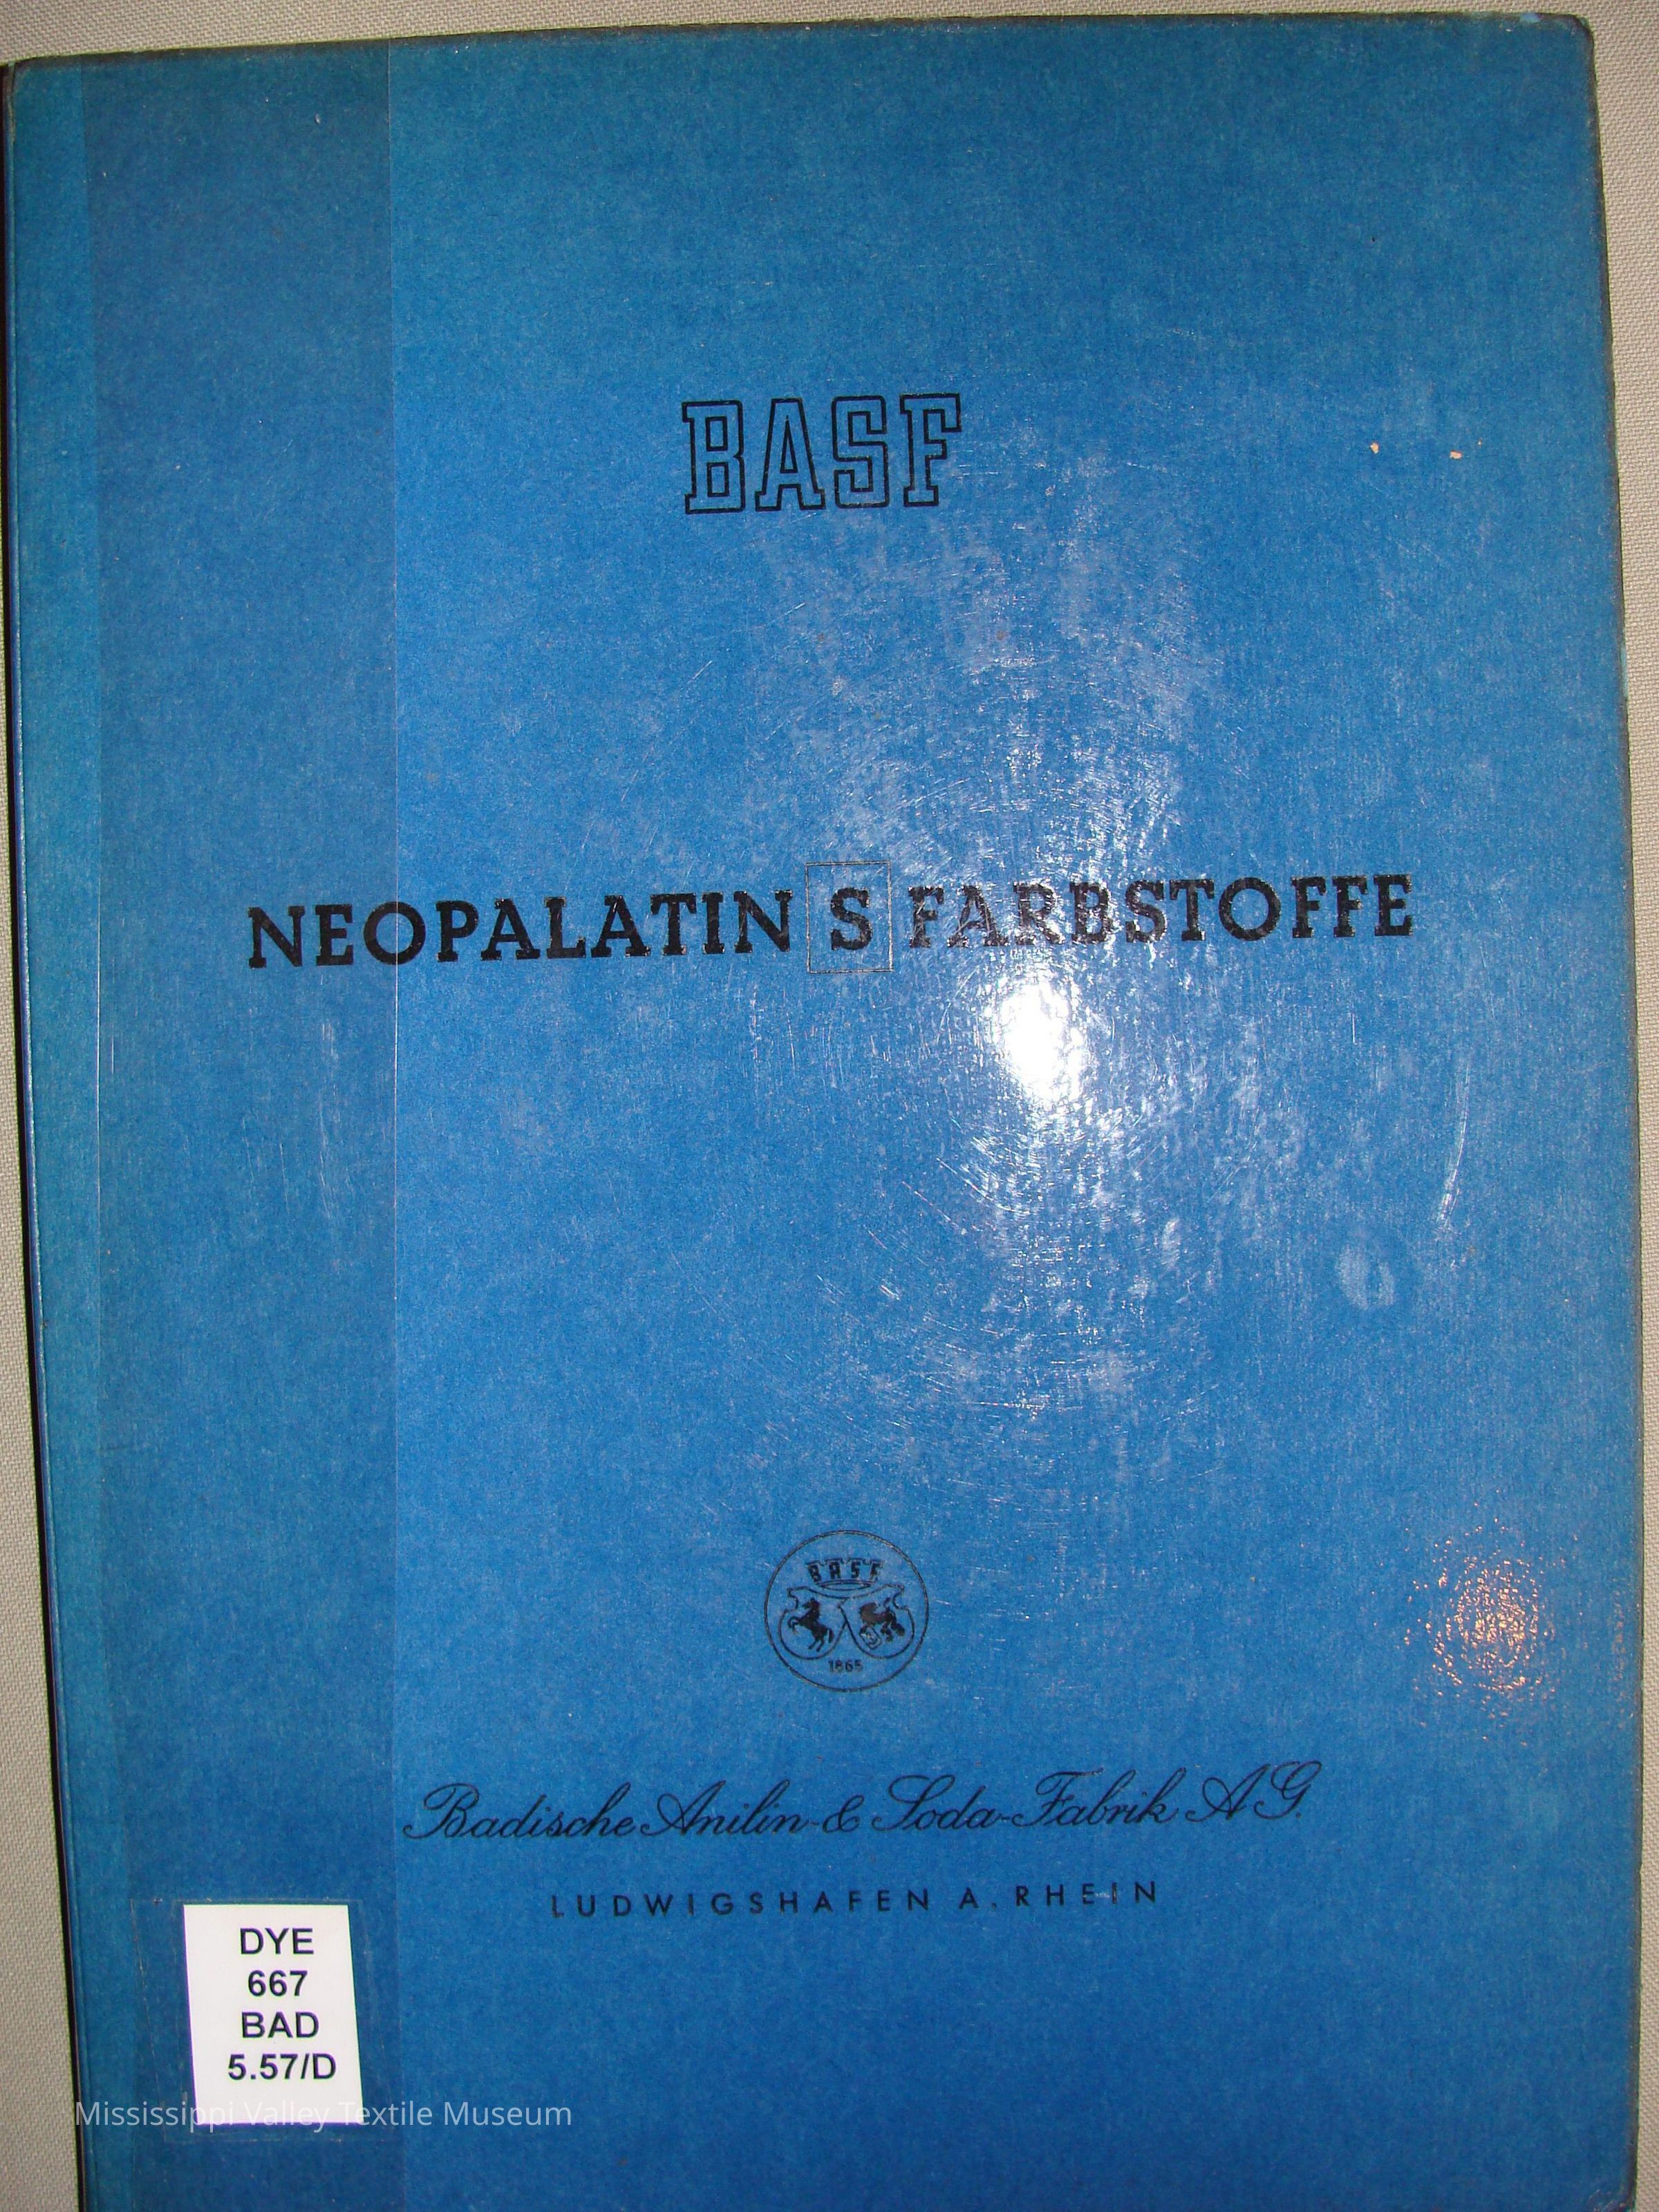 BASF
NEOPALATIN S FARBSTOFFE
BASF
1865
Badische Anilin- & Soda-Fabrik AG.
LUDWIGSHAFEN A. RHEIN
DYE
667
BAD
5.57/D
Mississippi Valley Textile Museum